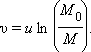 υ = u ln (M₀/M).